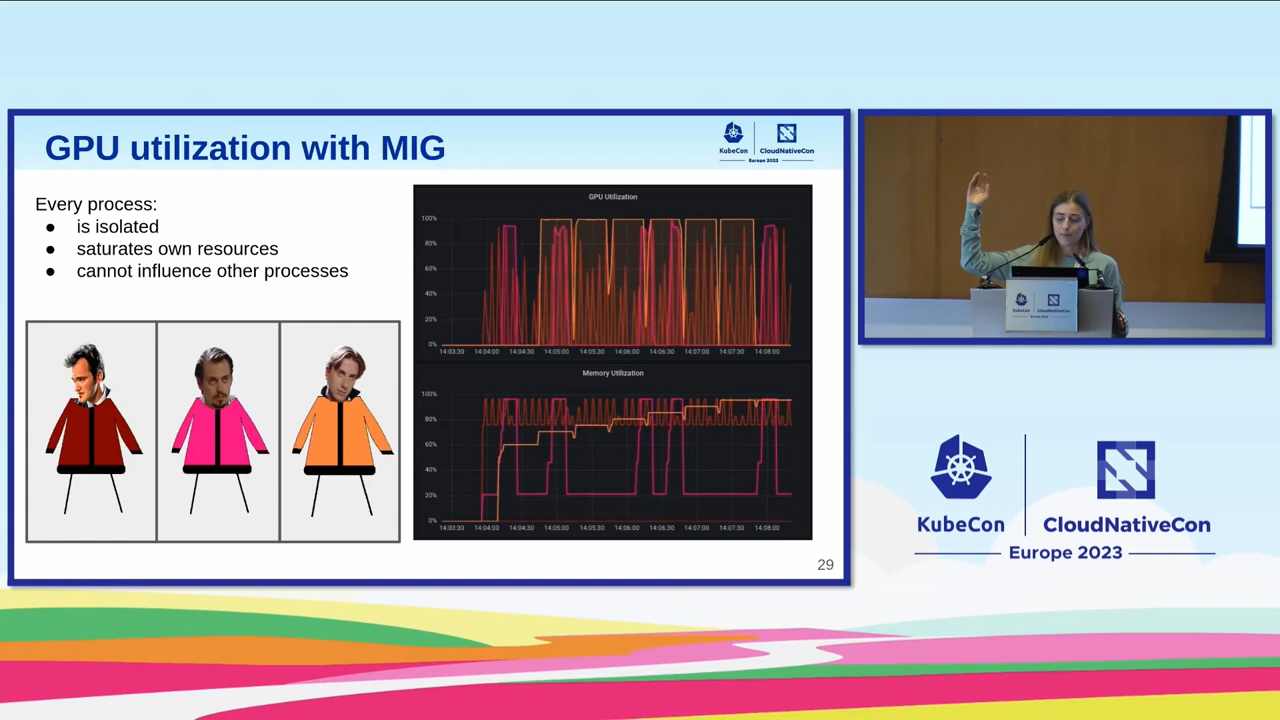 GPU utilization with MIG
KubeCon
CloudNativeCon
Europe 2023
Every process:
● is isolated
● saturates own resources
● cannot influence other processes
GPU Utilization
100%
80%
60%
40%
20%
0%
14:03:30 14:04:00 14:04:30 14:05:00 14:05:30 14:06:00 14:06:30 14:07:00 14:07:30 14:08:00
Memory Utilization
100%
80%
60%
40%
20%
0%
14:03:30 14:04:00 14:04:30 14:05:00 14:05:30 14:06:00 14:06:30 14:07:00 14:07:30 14:08:00
29
KubeCon
CloudNativeCon
Europe 2023